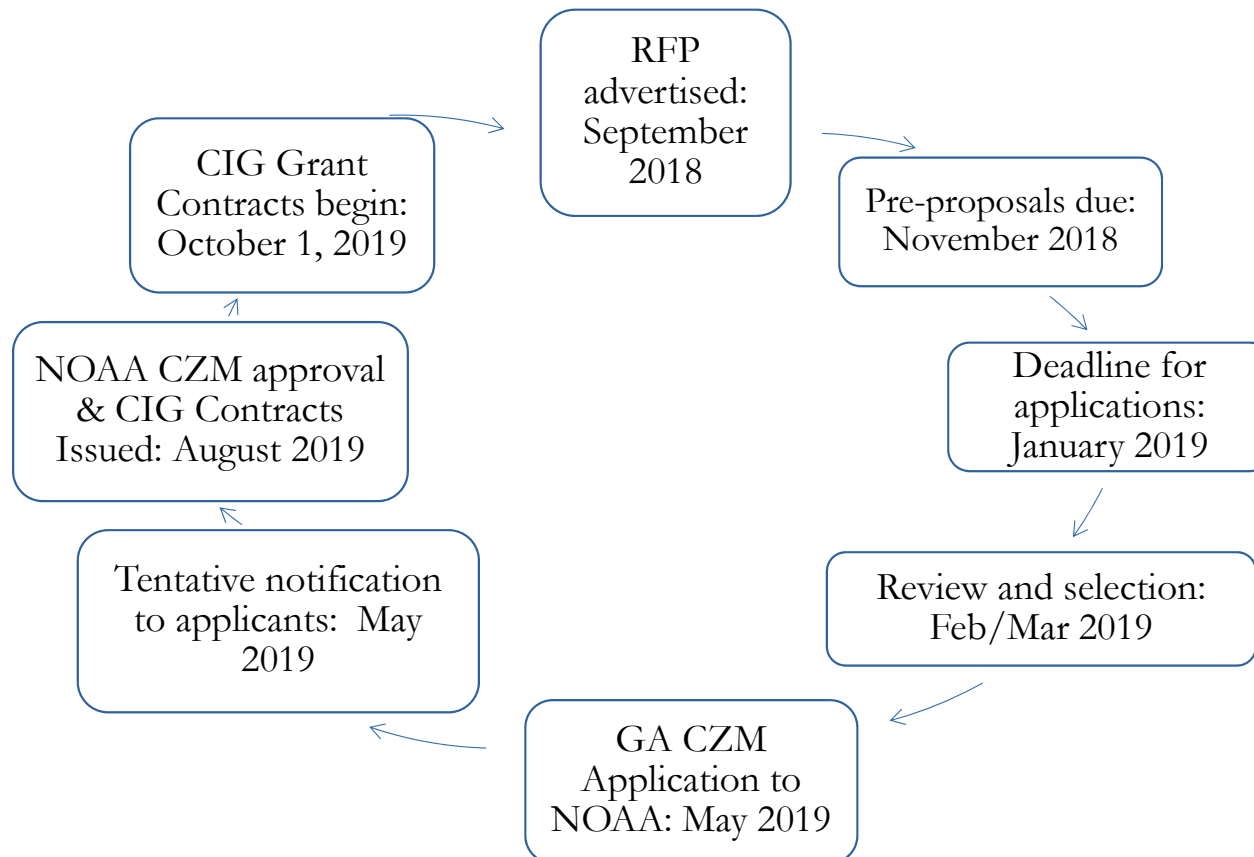 RFP
advertised:
September
2018
Pre-proposals due:
November 2018
Deadline for
applications:
January 2019
Review and selection:
Feb/Mar 2019
GA CZM
Application to
NOAA: May 2019
Tentative notification
to applicants:  May
2019
NOAA CZM approval
& CIG Contracts
Issued: August 2019
CIG Grant
Contracts begin:
October 1, 2019